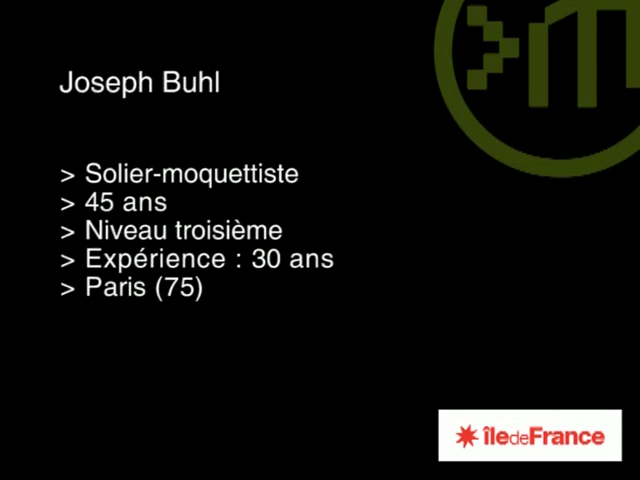 Joseph Buhl
> Solier-moquettiste
> 45 ans
> Niveau troisième
> Expérience : 30 ans
> Paris (75)
îledeFrance